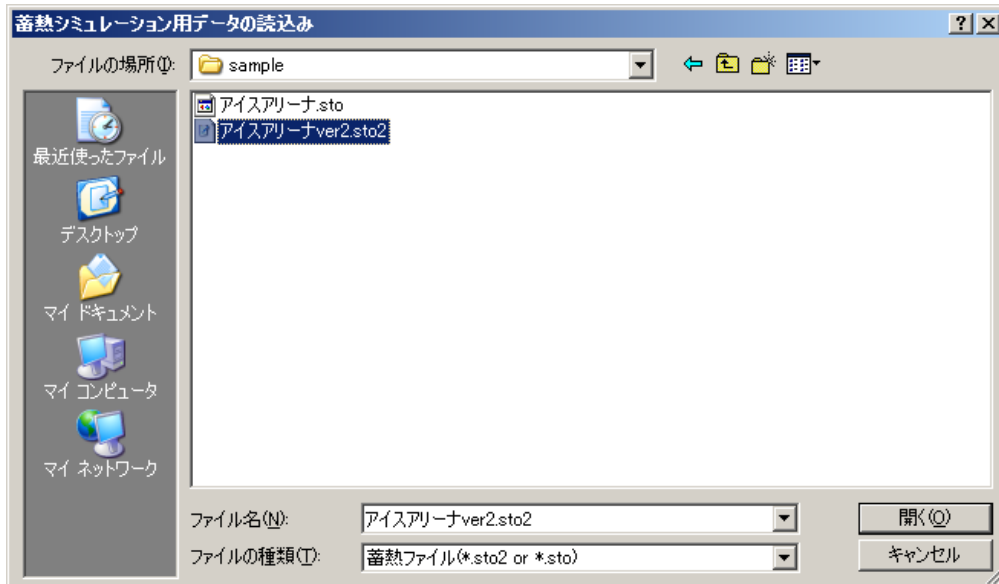 蓄熱シミュレーション用データの読込み
ファイルの場所(I):
sample
アイスアリーナ.sto
アイスアリーナver2.sto2
最近使ったファイル
デスクトップ
マイ ドキュメント
マイ コンピュータ
マイ ネットワーク
ファイル名(N):
アイスアリーナver2.sto2
開く(O)
ファイルの種類(T):
蓄熱ファイル(*.sto2 or *.sto)
キャンセル